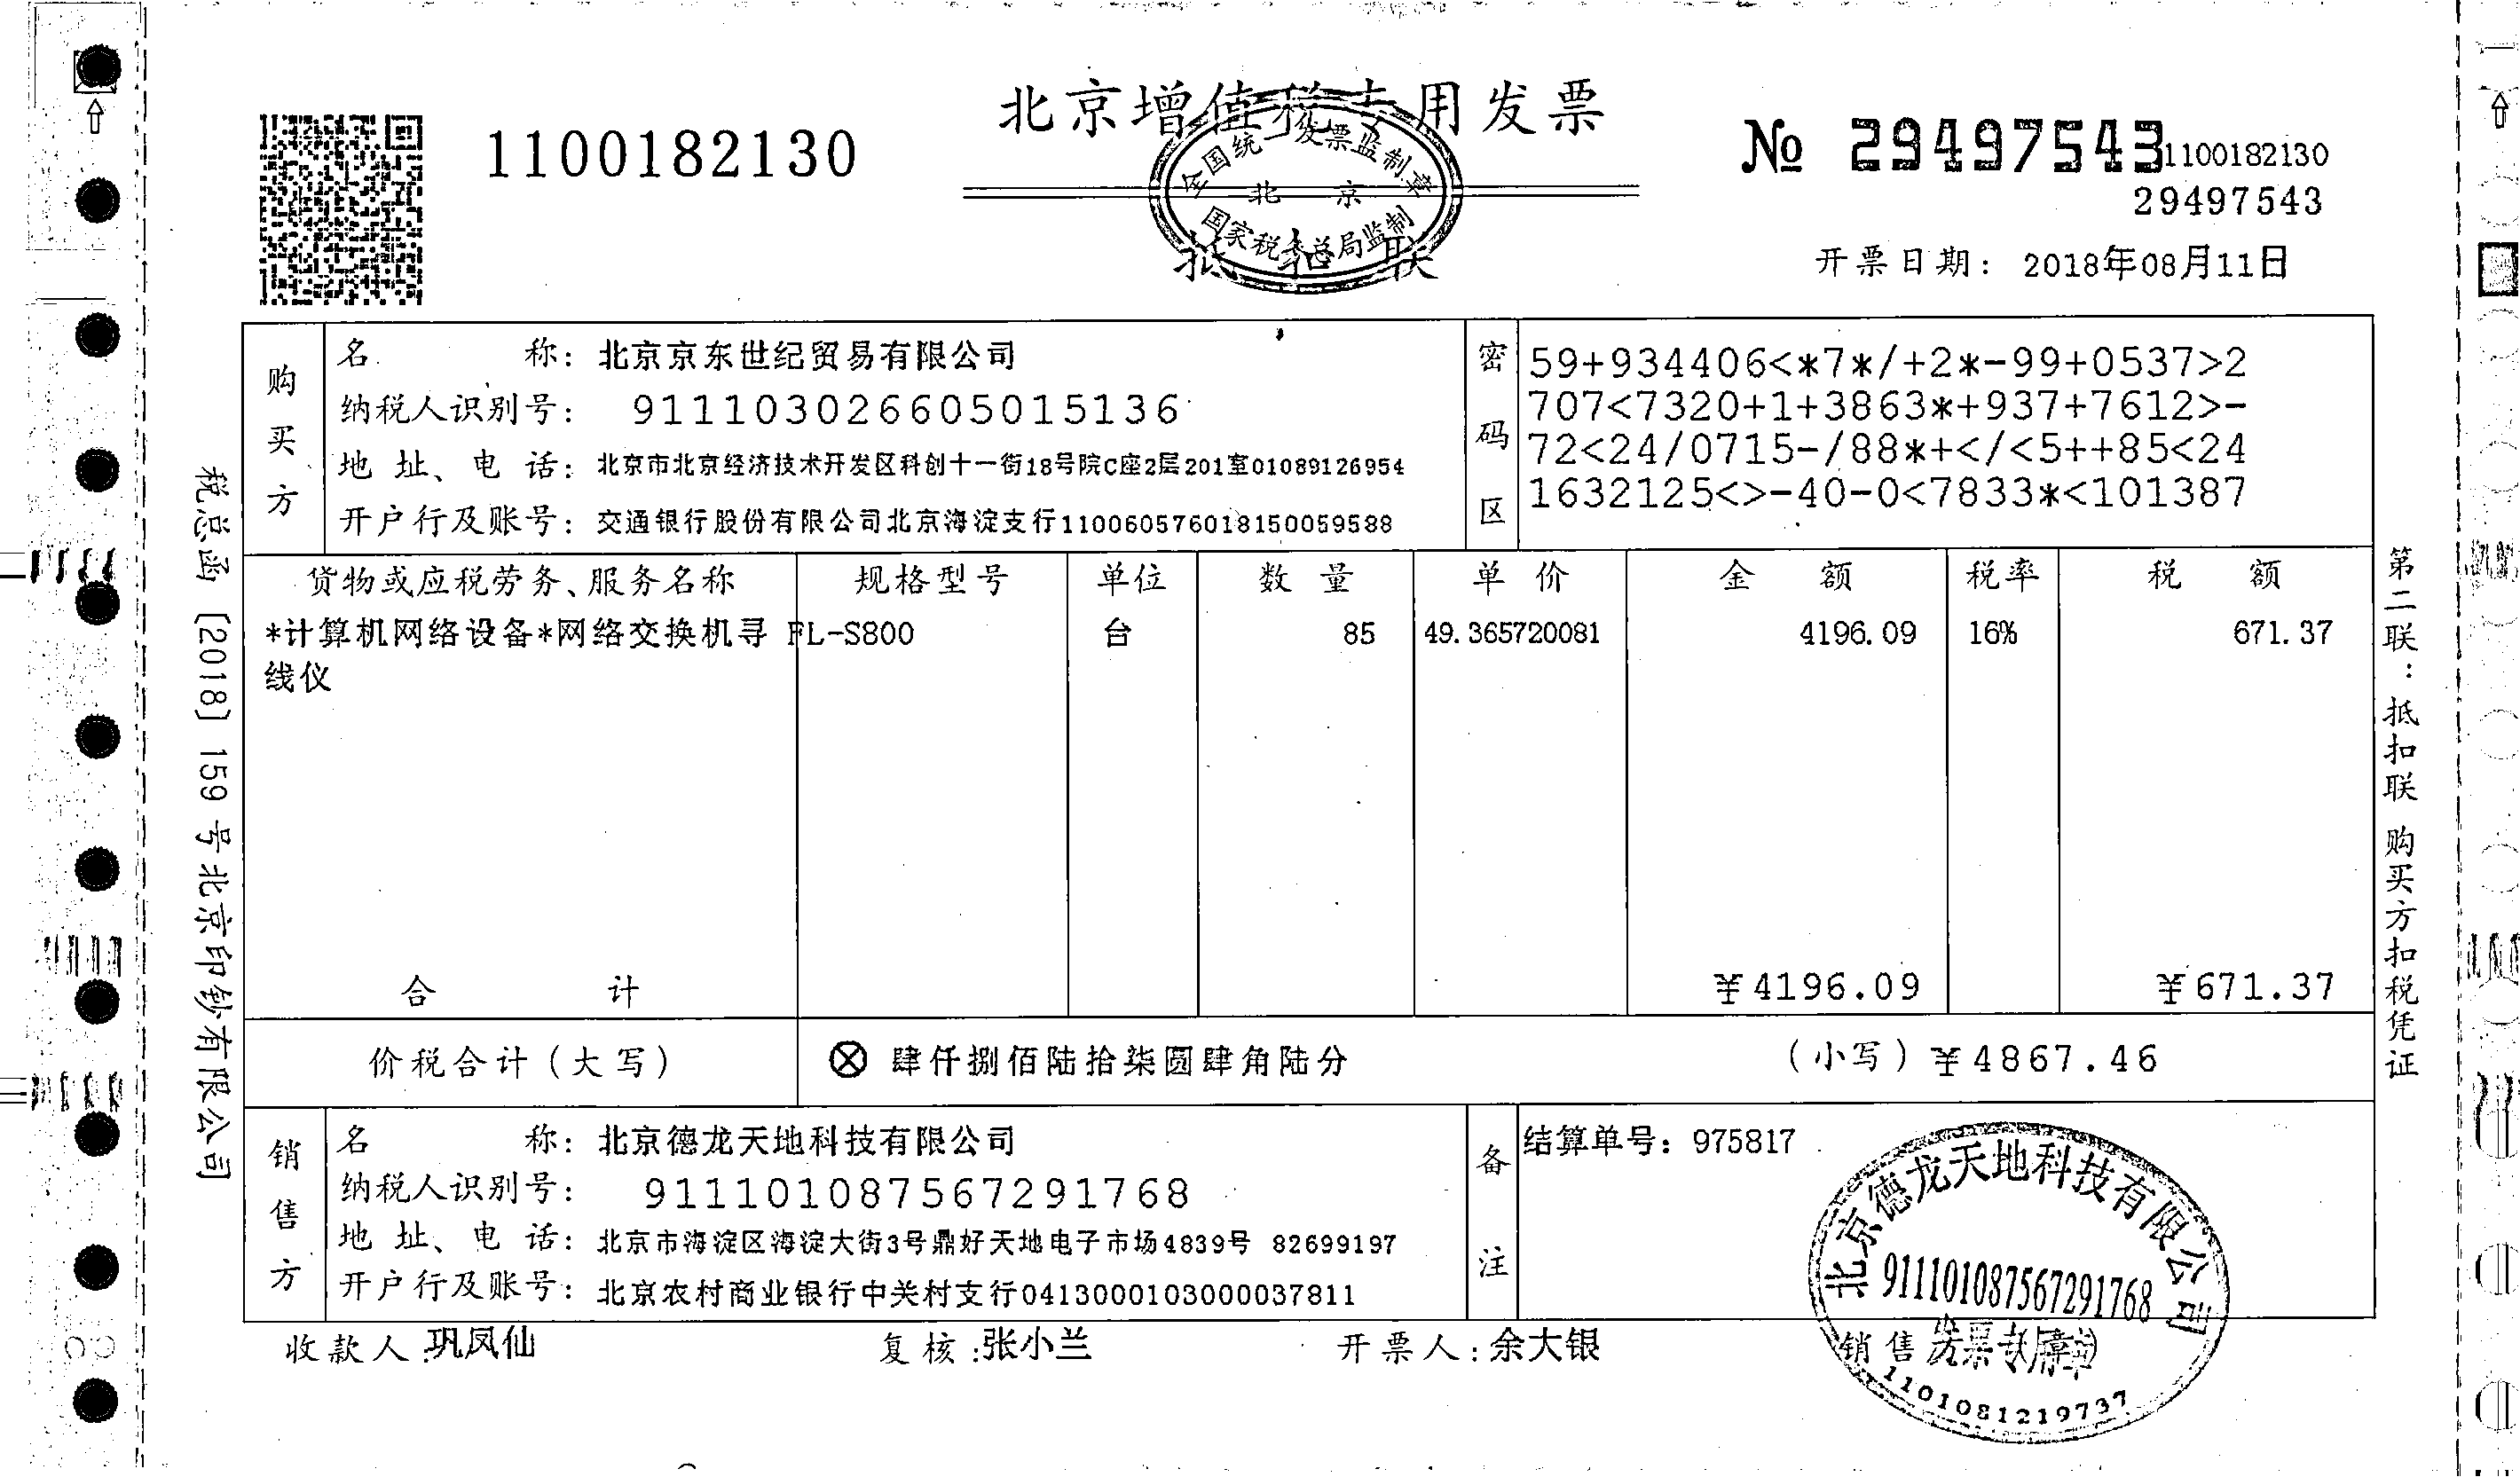 北京增值税专用发票
1100182130
№ 29497543
1100182130
29497543
全国统一发票监制章
北京
国家税务总局监制
抵扣联
开票日期: 2018年08月11日
购买方
名称: 北京京东世纪贸易有限公司
纳税人识别号: 911103026605015136
地址、电话: 北京市北京经济技术开发区科创十一街18号院C座2层201室01089126954
开户行及账号: 交通银行股份有限公司北京海淀支行110060576018150059588
密码区
59+934406<*7*/+2*-99+0537>2
707<7320+1+3863*+937+7612>-
72<24/0715-/88*+</<5++85<24
1632125<>-40-0<7833*<101387
货物或应税劳务、服务名称 规格型号 单位 数量 单价 金额 税率 税额
*计算机网络设备*网络交换机寻 FL-S800 台 85 49.365720081 4196.09 16% 671.37
线仪
合计 ¥4196.09 ¥671.37
价税合计(大写) ⊗ 肆仟捌佰陆拾柒圆肆角陆分 (小写) ¥4867.46
销售方
名称: 北京德龙天地科技有限公司
纳税人识别号: 911101087567291768
地址、电话: 北京市海淀区海淀大街3号鼎好天地电子市场4839号 82699197
开户行及账号: 北京农村商业银行中关村支行0413000103000037811
备注
结算单号: 975817
收款人:巩凤仙 复核:张小兰 开票人:余大银 销售方:(章)
北京德龙天地科技有限公司
911101087567291768
发票专用章
1101081219737
税总函〔2018〕159号北京印钞有限公司
第二联:抵扣联 购买方扣税凭证